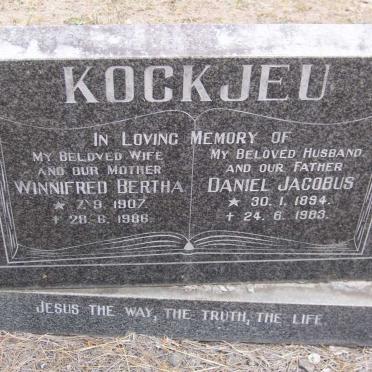 KOCKJEU
IN LOVING MEMORY OF
MY BELOVED WIFE
AND OUR MOTHER
WINNIFRED BERTHA
★ 7. 9. 1907.
+ 28. 6. 1986.
MY BELOVED HUSBAND
AND OUR FATHER
DANIEL JACOBUS
★ 30. 1. 1894.
+ 24. 6. 1983.
JESUS THE WAY, THE TRUTH, THE LIFE.